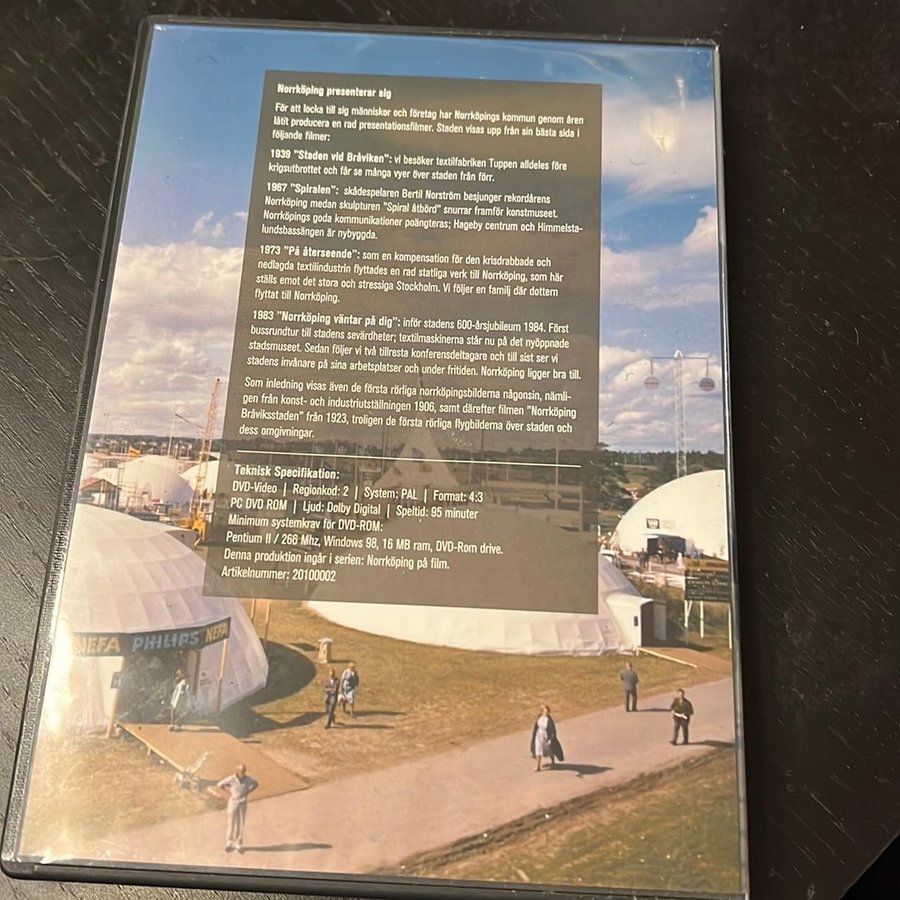 Norrköping presenterar sig
För att locka till sig människor och företag har Norrköpings kommun genom åren
låtit producera en rad presentationsfilmer. Staden visas upp från sin bästa sida i
följande filmer:
1939 "Staden vid Bråviken": vi besöker textilfabriken Tuppen alldeles före
krigsutbrottet och får se många vyer över staden från förr.
1967 "Spiralen": skådespelaren Bertil Norström besjunger rekordårens
Norrköping medan skulpturen "Spiral åtbörd" snurrar framför konstmuseet.
Norrköpings goda kommunikationer poängteras; Hageby centrum och Himmelsta-
lundsbassängen är nybyggda.
1973 "På återseende": som en kompensation för den krisdrabbade och
nedlagda textilindustrin flyttades en rad statliga verk till Norrköping, som här
ställs emot det stora och stressiga Stockholm. Vi följer en familj där dottern
flyttat till Norrköping.
1983 "Norrköping väntar på dig": inför stadens 600-årsjubileum 1984. Först
bussrundtur till stadens sevärdheter; textilmaskinerna står nu på det nyöppnade
stadsmuseet. Sedan följer vi två tillresta konferensdeltagare och till sist ser vi
stadens invånare på sina arbetsplatser och under fritiden. Norrköping ligger bra till.
Som inledning visas även de första rörliga norrköpingsbilderna någonsin, nämli-
gen från konst- och industriutställningen 1906, samt därefter filmen "Norrköping
Bråviksstaden" från 1923, troligen de första rörliga flygbilderna över staden och
dess omgivningar.
Teknisk Specifikation:
DVD-Video | Regionkod: 2 | System: PAL | Format: 4:3
PC DVD ROM | Ljud: Dolby Digital | Speltid: 95 minuter
Minimum systemkrav för DVD-ROM:
Pentium II / 266 Mhz, Windows 98, 16 MB ram, DVD-Rom drive.
Denna produktion ingår i serien: Norrköping på film.
Artikelnummer: 20100002
NEFA PHILIPS NEFA